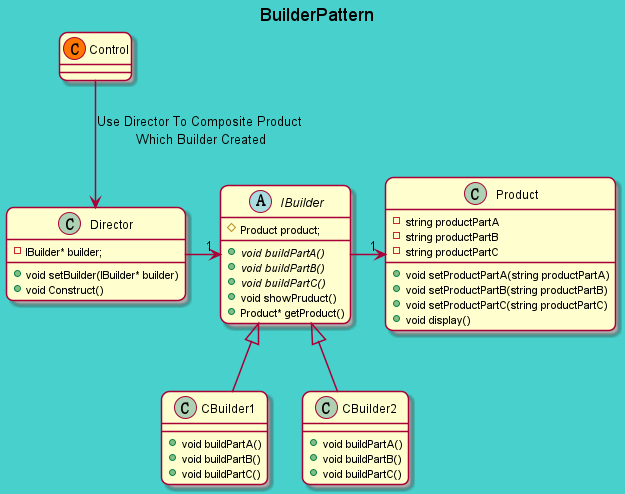 BuilderPattern
C Control
Use Director To Composite Product
Which Builder Created
C Director
IBuilder* builder;
void setBuilder(IBuilder* builder)
void Construct()
1
A IBuilder
Product product;
void buildPartA()
void buildPartB()
void buildPartC()
void showPruduct()
Product* getProduct()
1
C Product
string productPartA
string productPartB
string productPartC
void setProductPartA(string productPartA)
void setProductPartB(string productPartB)
void setProductPartC(string productPartC)
void display()
C CBuilder1
void buildPartA()
void buildPartB()
void buildPartC()
C CBuilder2
void buildPartA()
void buildPartB()
void buildPartC()